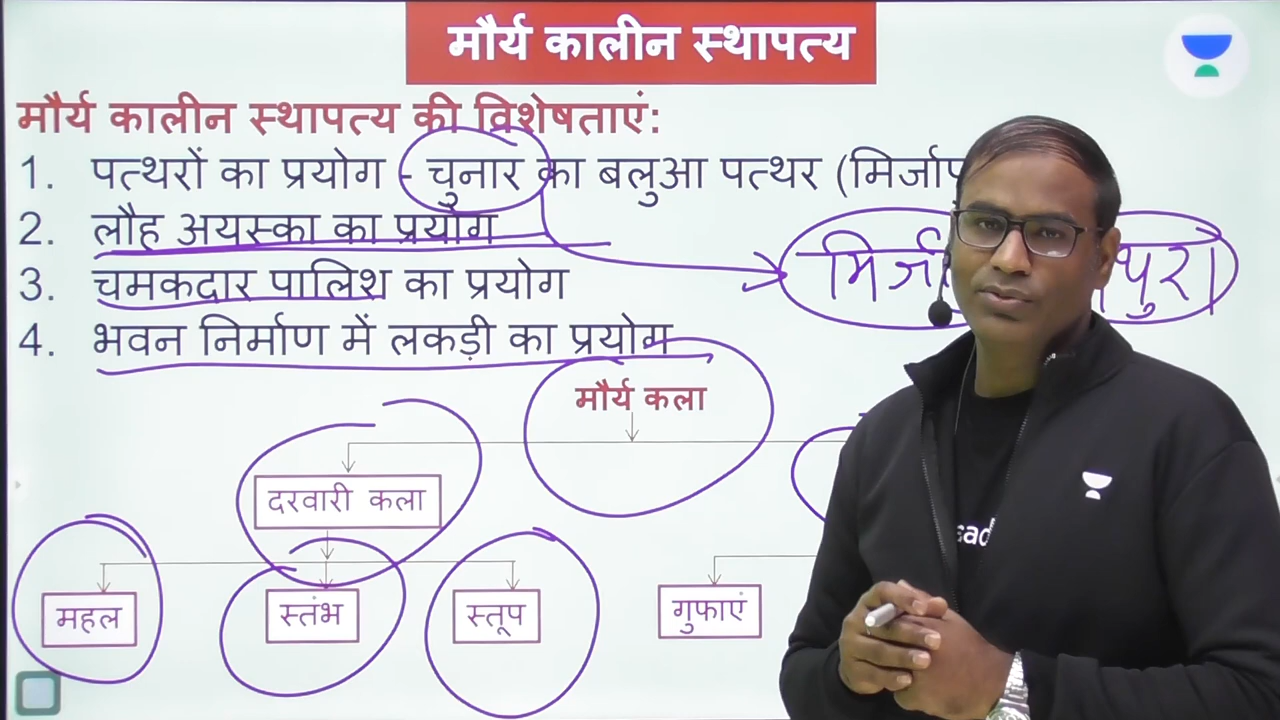 मौर्य कालीन स्थापत्य
मौर्य कालीन स्थापत्य की विशेषताएं:
1. पत्थरों का प्रयोग - चुनार का बलुआ पत्थर
2. लौह अयस्का का प्रयोग
3. चमकदार पालिश का प्रयोग
4. भवन निर्माण में लकड़ी का प्रयोग
मौर्य कला
दरवारी कला
महल स्तंभ स्तूप गुफाएं